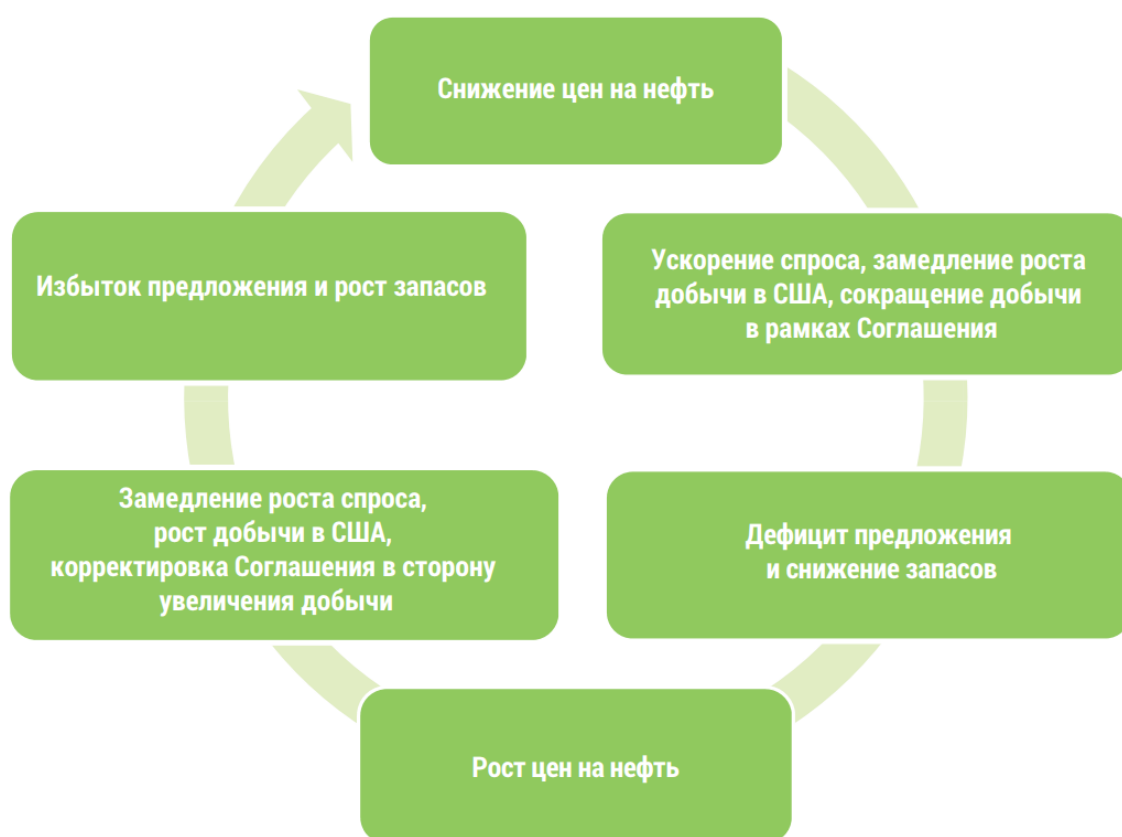 Снижение цен на нефть
Ускорение спроса, замедление роста
добычи в США, сокращение добычи
в рамках Соглашения
Дефицит предложения
и снижение запасов
Рост цен на нефть
Замедление роста спроса,
рост добычи в США,
корректировка Соглашения в сторону
увеличения добычи
Избыток предложения и рост запасов